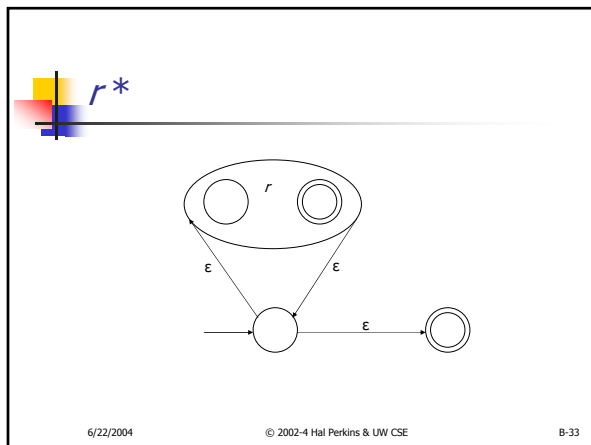 r*
r
ε
ε
ε
6/22/2004
© 2002-4 Hal Perkins & UW CSE
B-33